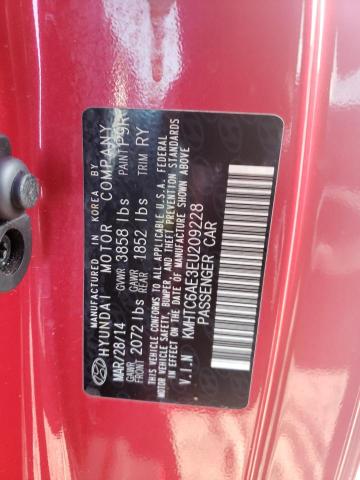 MANUFACTURED IN KOREA BY
HYUNDAI MOTOR COMPANY
MAR/28/14 GVWR 3858 lbs PAINT P9R
GAWR FRONT 2072 lbs GAWR REAR 1852 lbs TRIM RY
THIS VEHICLE CONFORMS TO ALL APPLICABLE U.S.A. FEDERAL
MOTOR VEHICLE SAFETY, BUMPER, AND THEFT PREVENTION STANDARDS
IN EFFECT ON THE DATE OF MANUFACTURE SHOWN ABOVE
V.I.N KMHTC6AE3EU209228
PASSENGER CAR